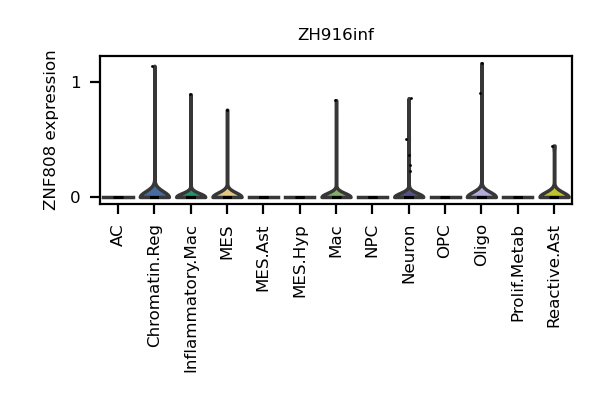 ZH916inf
ZNF808 expression
1
0
AC
Chromatin.Reg
Inflammatory.Mac
MES
MES.Ast
MES.Hyp
Mac
NPC
Neuron
OPC
Oligo
Prolif.Metab
Reactive.Ast